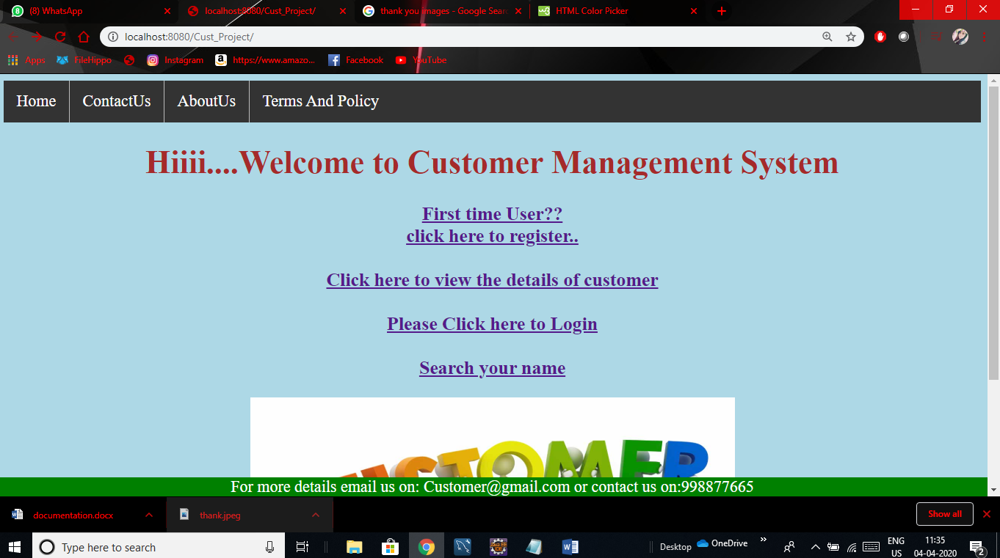 (8) WhatsApp
localhost:8080/Cust_Project/
thank you images - Google Sear
HTML Color Picker
localhost:8080/Cust_Project/
Apps
FileHippo
Instagram
https://www.amazo...
Facebook
YouTube
Home
ContactUs
AboutUs
Terms And Policy
Hiiii....Welcome to Customer Management System
First time User??
click here to register..
Click here to view the details of customer
Please Click here to Login
Search your name
CUSTOMER
For more details email us on: Customer@gmail.com or contact us on:998877665
documentation.docx
thank.jpeg
Show all
Type here to search
Desktop
OneDrive
ENG
US
11:35
04-04-2020
2